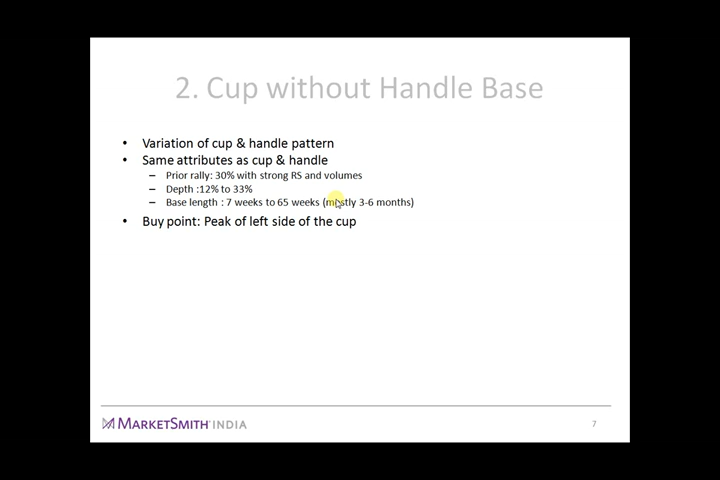 2. Cup without Handle Base
• Variation of cup & handle pattern
• Same attributes as cup & handle
– Prior rally: 30% with strong RS and volumes
– Depth :12% to 33%
– Base length : 7 weeks to 65 weeks (mostly 3-6 months)
• Buy point: Peak of left side of the cup
MARKETSMITH INDIA
7